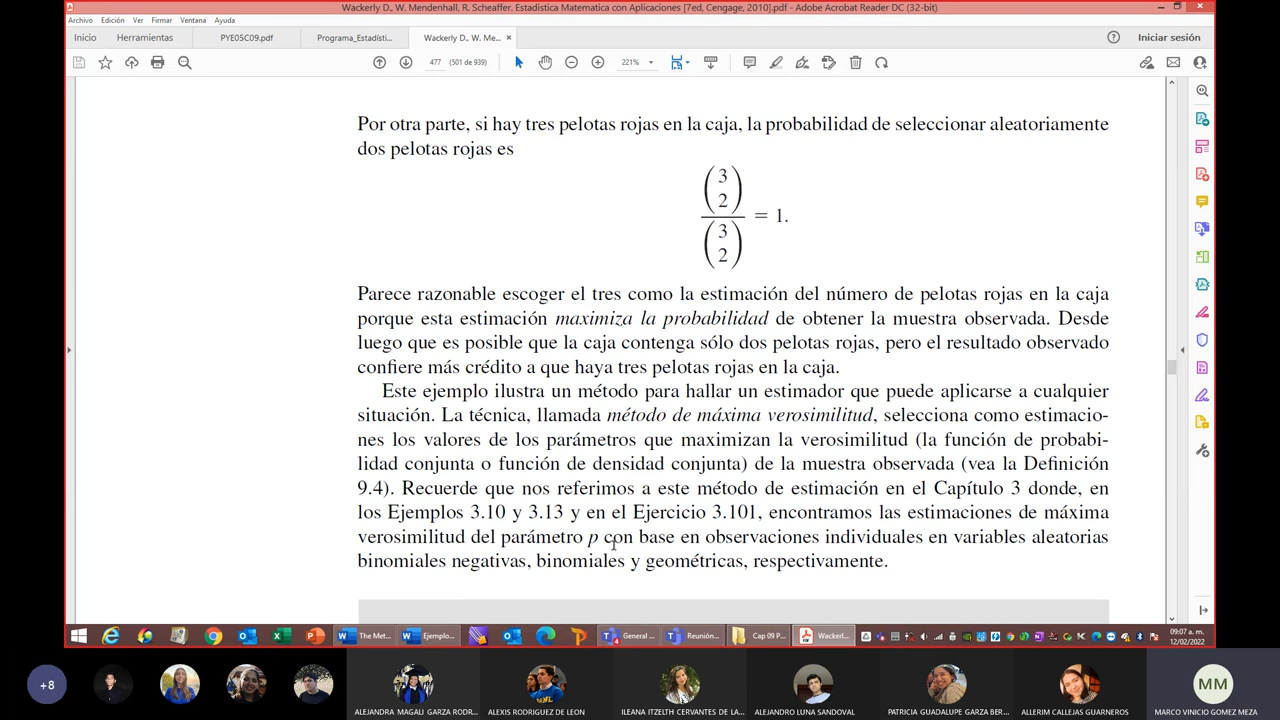 Wackerly D., W. Mendenhall, R. Scheaffer. Estadistica Matematica con Aplicaciones [7ed, Cengage, 2010].pdf - Adobe Acrobat Reader DC (32-bit)
Archivo Edición Ver Firmar Ventana Ayuda
Inicio Herramientas PYE05C09.pdf Programa_Estadísti... Wackerly D., W. Me... Iniciar sesión
477 (501 de 939) 221%
Por otra parte, si hay tres pelotas rojas en la caja, la probabilidad de seleccionar aleatoriamente
dos pelotas rojas es
(3
2)
(3
2)
= 1.
Parece razonable escoger el tres como la estimación del número de pelotas rojas en la caja
porque esta estimación maximiza la probabilidad de obtener la muestra observada. Desde
luego que es posible que la caja contenga sólo dos pelotas rojas, pero el resultado observado
confiere más crédito a que haya tres pelotas rojas en la caja.
Este ejemplo ilustra un método para hallar un estimador que puede aplicarse a cualquier
situación. La técnica, llamada método de máxima verosimilitud, selecciona como estimacio-
nes los valores de los parámetros que maximizan la verosimilitud (la función de probabi-
lidad conjunta o función de densidad conjunta) de la muestra observada (vea la Definición
9.4). Recuerde que nos referimos a este método de estimación en el Capítulo 3 donde, en
los Ejemplos 3.10 y 3.13 y en el Ejercicio 3.101, encontramos las estimaciones de máxima
verosimilitud del parámetro p con base en observaciones individuales en variables aleatorias
binomiales negativas, binomiales y geométricas, respectivamente.
The Met... Ejemplo... General ... Reunión... Cap 09 P... Wackerl...
09:07 a. m.
12/02/2022
+8
MM
ALEJANDRA MAGALI GARZA RODR... ALEXIS RODRIGUEZ DE LEON ILEANA ITZELTH CERVANTES DE LA... ALEJANDRO LUNA SANDOVAL PATRICIA GUADALUPE GARZA BER... ALLERIM CALLEJAS GUARNEROS MARCO VINICIO GOMEZ MEZA